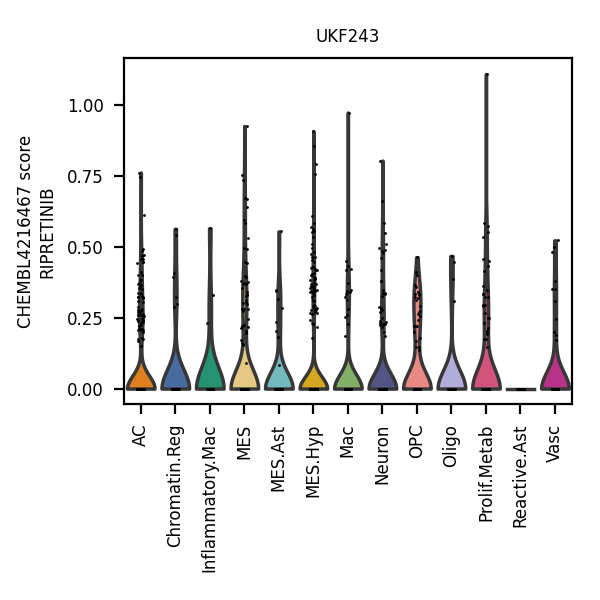 UKF243
CHEMBL4216467 score
RIPRETINIB
1.00
0.75
0.50
0.25
0.00
AC
Chromatin.Reg
Inflammatory.Mac
MES
MES.Ast
MES.Hyp
Mac
Neuron
OPC
Oligo
Prolif.Metab
Reactive.Ast
Vasc